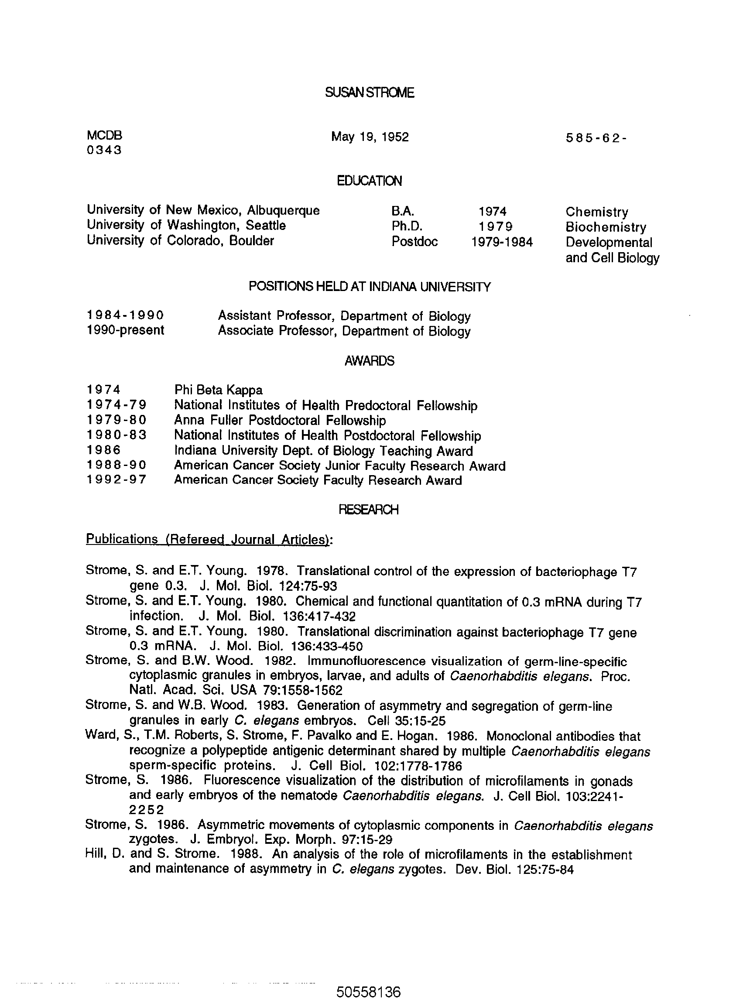 SUSAN STROME
MCDB May 19, 1952 585-62-
0343
EDUCATION
University of New Mexico, Albuquerque B.A. 1974 Chemistry
University of Washington, Seattle Ph.D. 1979 Biochemistry
University of Colorado, Boulder Postdoc 1979-1984 Developmental
and Cell Biology
POSITIONS HELD AT INDIANA UNIVERSITY
1984-1990 Assistant Professor, Department of Biology
1990-present Associate Professor, Department of Biology
AWARDS
1974 Phi Beta Kappa
1974-79 National Institutes of Health Predoctoral Fellowship
1979-80 Anna Fuller Postdoctoral Fellowship
1980-83 National Institutes of Health Postdoctoral Fellowship
1986 Indiana University Dept. of Biology Teaching Award
1988-90 American Cancer Society Junior Faculty Research Award
1992-97 American Cancer Society Faculty Research Award
RESEARCH
Publications (Refereed Journal Articles):
Strome, S. and E.T. Young. 1978. Translational control of the expression of bacteriophage T7
gene 0.3. J. Mol. Biol. 124:75-93
Strome, S. and E.T. Young. 1980. Chemical and functional quantitation of 0.3 mRNA during T7
infection. J. Mol. Biol. 136:417-432
Strome, S. and E.T. Young. 1980. Translational discrimination against bacteriophage T7 gene
0.3 mRNA. J. Mol. Biol. 136:433-450
Strome, S. and B.W. Wood. 1982. Immunofluorescence visualization of germ-line-specific
cytoplasmic granules in embryos, larvae, and adults of Caenorhabditis elegans. Proc.
Natl. Acad. Sci. USA 79:1558-1562
Strome, S. and W.B. Wood. 1983. Generation of asymmetry and segregation of germ-line
granules in early C. elegans embryos. Cell 35:15-25
Ward, S., T.M. Roberts, S. Strome, F. Pavalko and E. Hogan. 1986. Monoclonal antibodies that
recognize a polypeptide antigenic determinant shared by multiple Caenorhabditis elegans
sperm-specific proteins. J. Cell Biol. 102:1778-1786
Strome, S. 1986. Fluorescence visualization of the distribution of microfilaments in gonads
and early embryos of the nematode Caenorhabditis elegans. J. Cell Biol. 103:2241-
2252
Strome, S. 1986. Asymmetric movements of cytoplasmic components in Caenorhabditis elegans
zygotes. J. Embryol. Exp. Morph. 97:15-29
Hill, D. and S. Strome. 1988. An analysis of the role of microfilaments in the establishment
and maintenance of asymmetry in C. elegans zygotes. Dev. Biol. 125:75-84
50558136